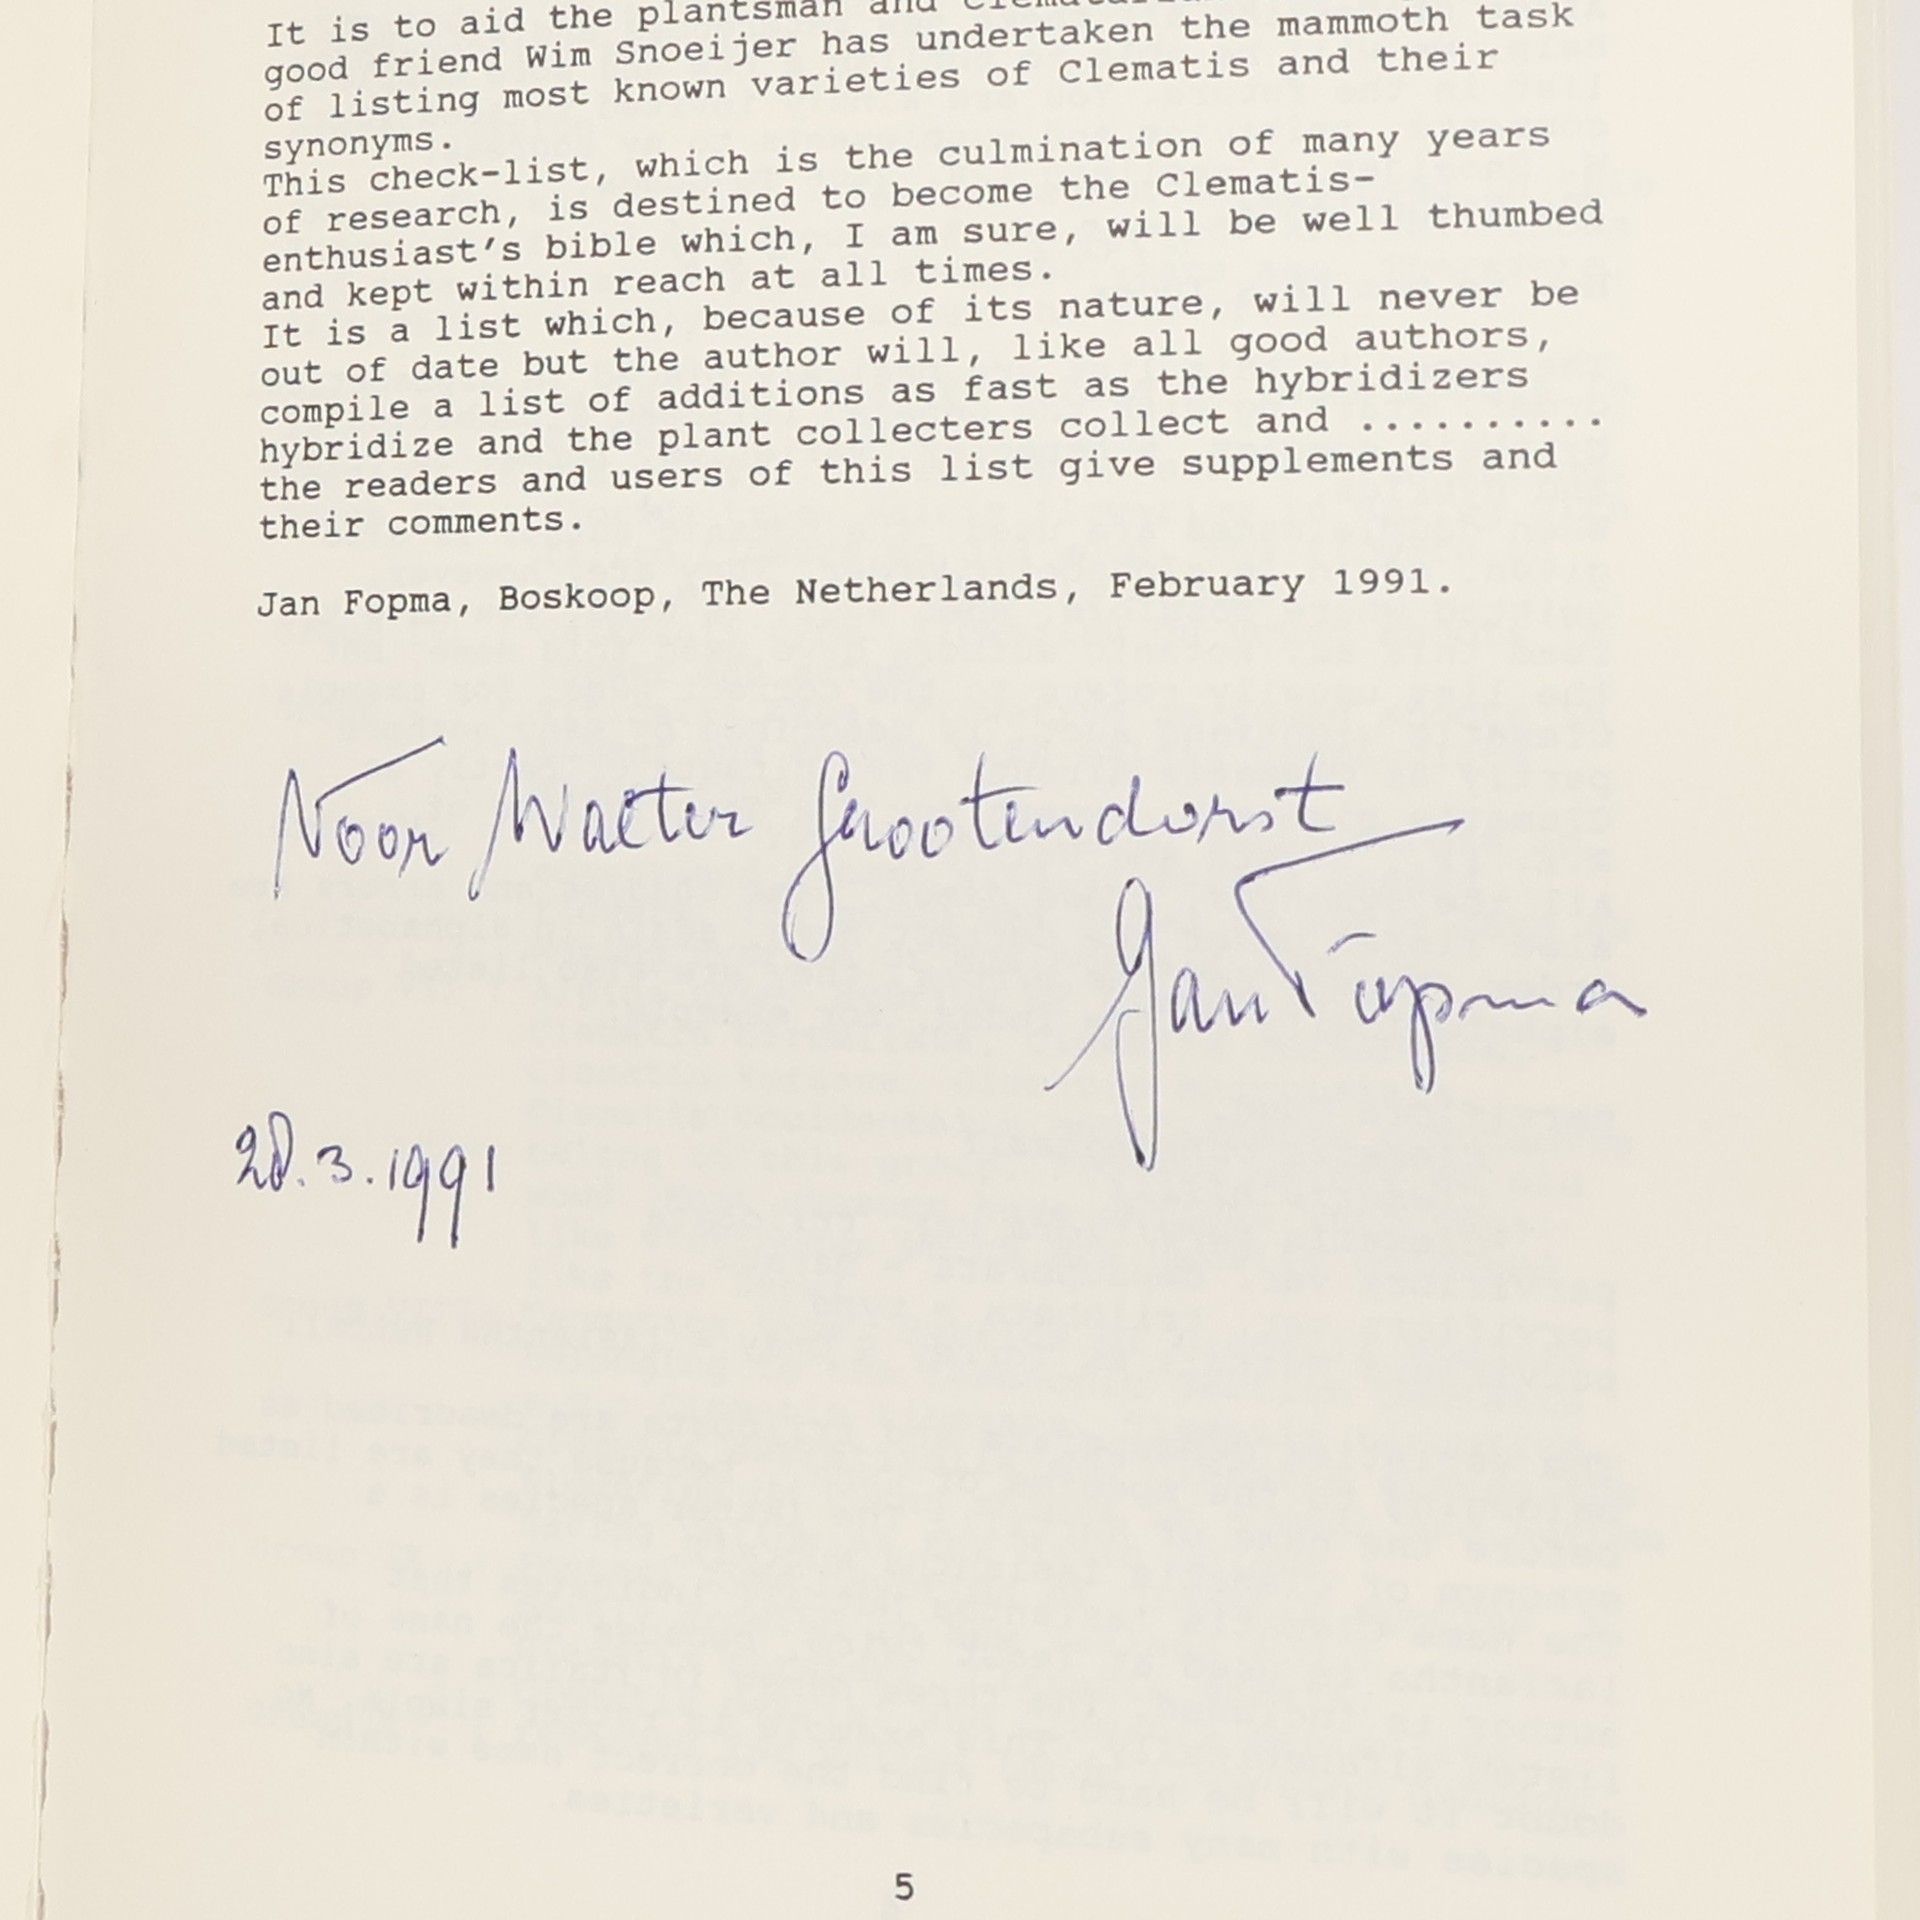 It is to aid the plantsman and
good friend Wim Snoeijer has undertaken the mammoth task
of listing most known varieties of Clematis and their
synonyms.
This check-list, which is the culmination of many years
of research, is destined to become the Clematis-
enthusiast's bible which, I am sure, will be well thumbed
and kept within reach at all times.
It is a list which, because of its nature, will never be
out of date but the author will, like all good authors,
compile a list of additions as fast as the hybridizers
hybridize and the plant collecters collect and ..........
the readers and users of this list give supplements and
their comments.
Jan Fopma, Boskoop, The Netherlands, February 1991.
Voor Walter Grootendorst
Jan Fopma
28.3.1991
5